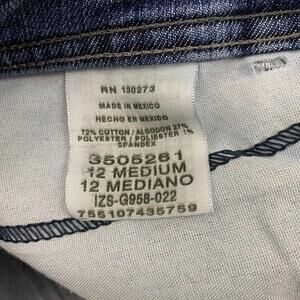 RN 130273
MADE IN MEXICO
HECHO EN MEXICO
72% COTTON / ALGODON 27%
POLYESTER / POLIESTER 1%
SPANDEX
3505261
12 MEDIUM
12 MEDIANO
IZS-G958-022
755107435759